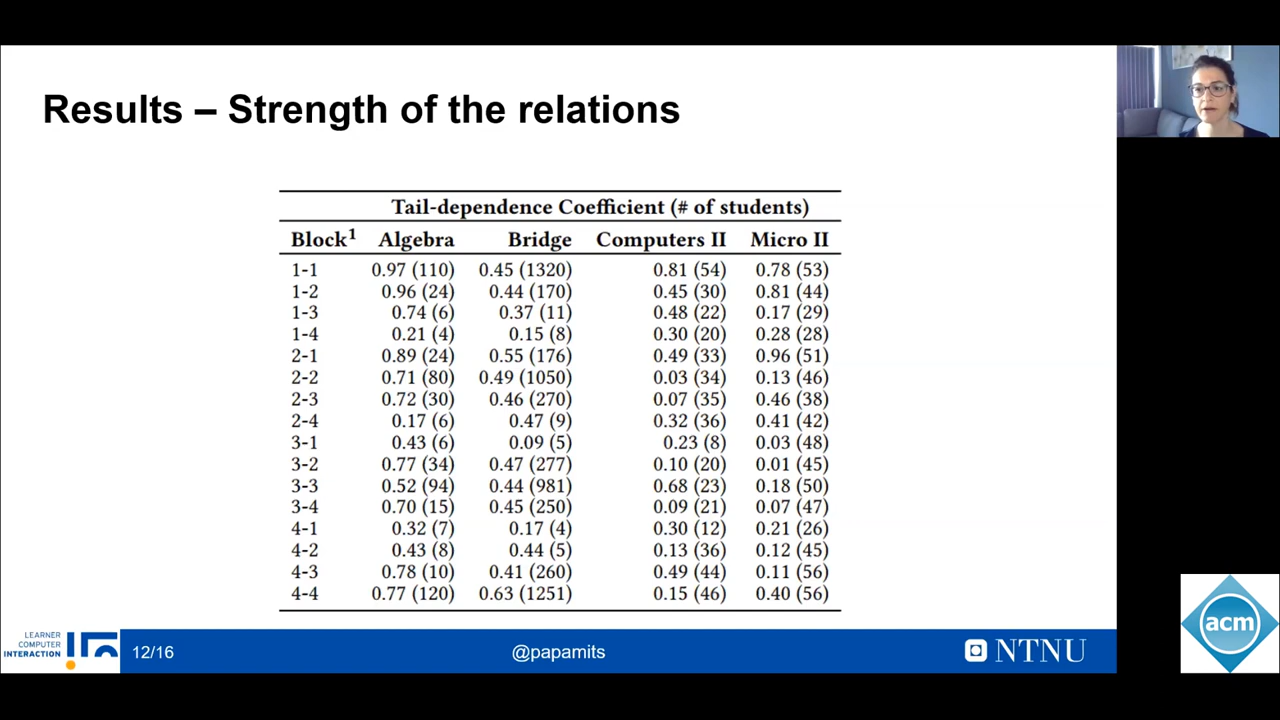 Results – Strength of the relations
Tail-dependence Coefficient (# of students)
Block¹ Algebra Bridge Computers II Micro II
1-1 0.97 (110) 0.45 (1320) 0.81 (54) 0.78 (53)
1-2 0.96 (24) 0.44 (170) 0.45 (30) 0.81 (44)
1-3 0.74 (6) 0.37 (11) 0.48 (22) 0.17 (29)
1-4 0.21 (4) 0.15 (8) 0.30 (20) 0.28 (28)
2-1 0.89 (24) 0.55 (176) 0.49 (33) 0.96 (51)
2-2 0.71 (80) 0.49 (1050) 0.03 (34) 0.13 (46)
2-3 0.72 (30) 0.46 (270) 0.07 (35) 0.46 (38)
2-4 0.17 (6) 0.47 (9) 0.32 (36) 0.41 (42)
3-1 0.43 (6) 0.09 (5) 0.23 (8) 0.03 (48)
3-2 0.77 (34) 0.47 (277) 0.10 (20) 0.01 (45)
3-3 0.52 (94) 0.44 (981) 0.68 (23) 0.18 (50)
3-4 0.70 (15) 0.45 (250) 0.09 (21) 0.07 (47)
4-1 0.32 (7) 0.17 (4) 0.30 (12) 0.21 (26)
4-2 0.43 (8) 0.44 (5) 0.13 (36) 0.12 (45)
4-3 0.78 (10) 0.41 (260) 0.49 (44) 0.11 (56)
4-4 0.77 (120) 0.63 (1251) 0.15 (46) 0.40 (56)
LEARNER
COMPUTER
INTERACTION
12/16
@papamits
NTNU
acm